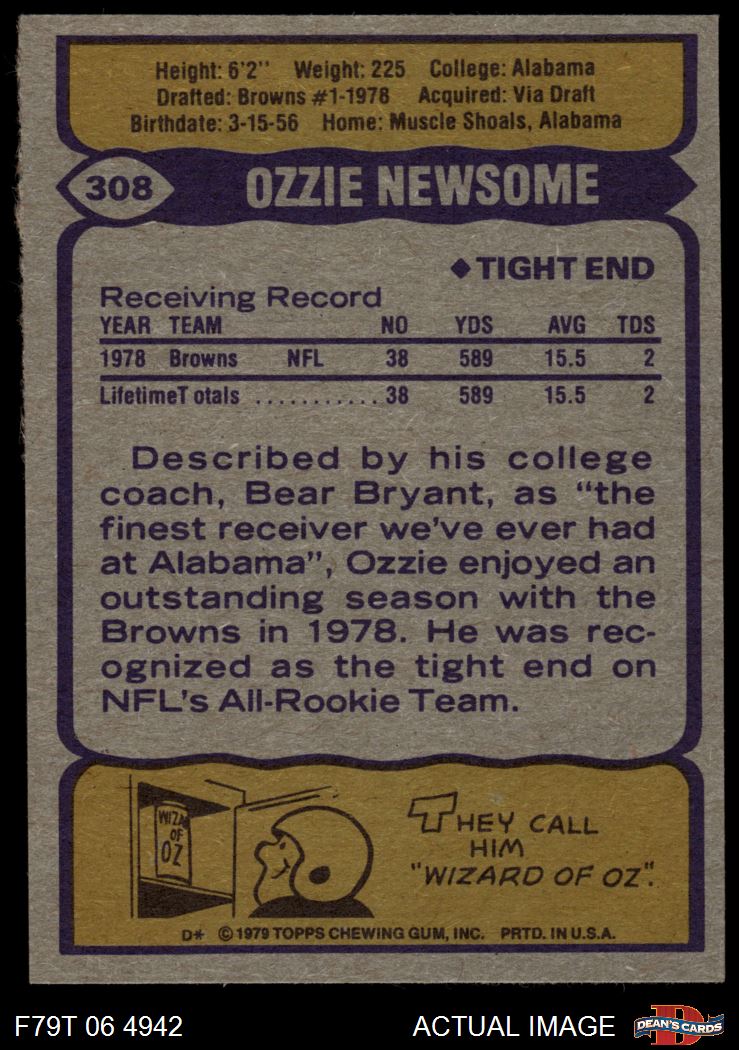 Height: 6'2" Weight: 225 College: Alabama
Drafted: Browns #1-1978 Acquired: Via Draft
Birthdate: 3-15-56 Home: Muscle Shoals, Alabama
308 OZZIE NEWSOME
◆TIGHT END
Receiving Record
YEAR TEAM NO YDS AVG TDS
1978 Browns NFL 38 589 15.5 2
LifetimeT otals ........... 38 589 15.5 2
Described by his college
coach, Bear Bryant, as "the
finest receiver we've ever had
at Alabama", Ozzie enjoyed an
outstanding season with the
Browns in 1978. He was rec-
ognized as the tight end on
NFL's All-Rookie Team.
WIZA
OF
OZ
THEY CALL
HIM
"WIZARD OF OZ".
D* © 1979 TOPPS CHEWING GUM, INC. PRTD. IN U.S.A.
F79T 06 4942 ACTUAL IMAGE D DEAN'S CARDS